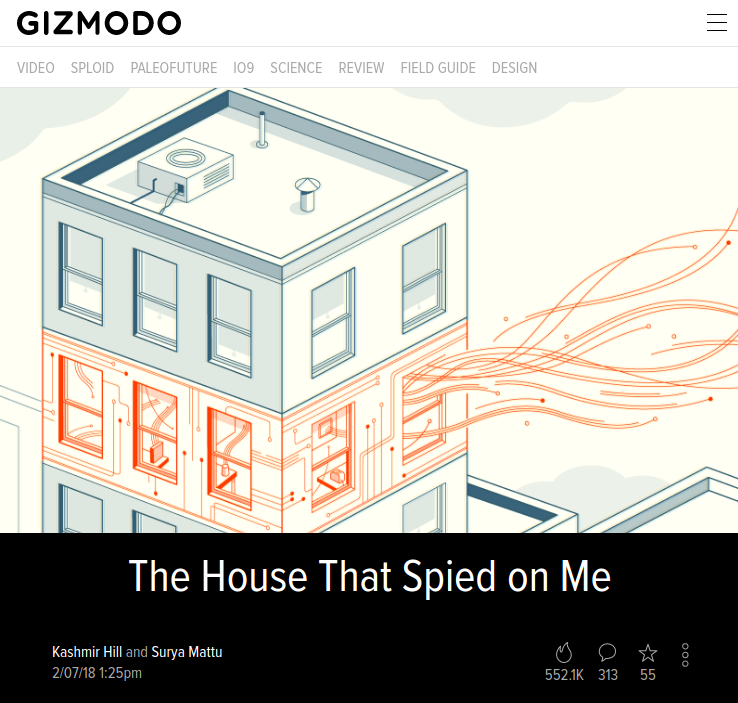 GIZMODO
VIDEO SPLOID PALEOFUTURE IO9 SCIENCE REVIEW FIELD GUIDE DESIGN
The House That Spied on Me
Kashmir Hill and Surya Mattu
2/07/18 1:25pm
552.1K 313 55